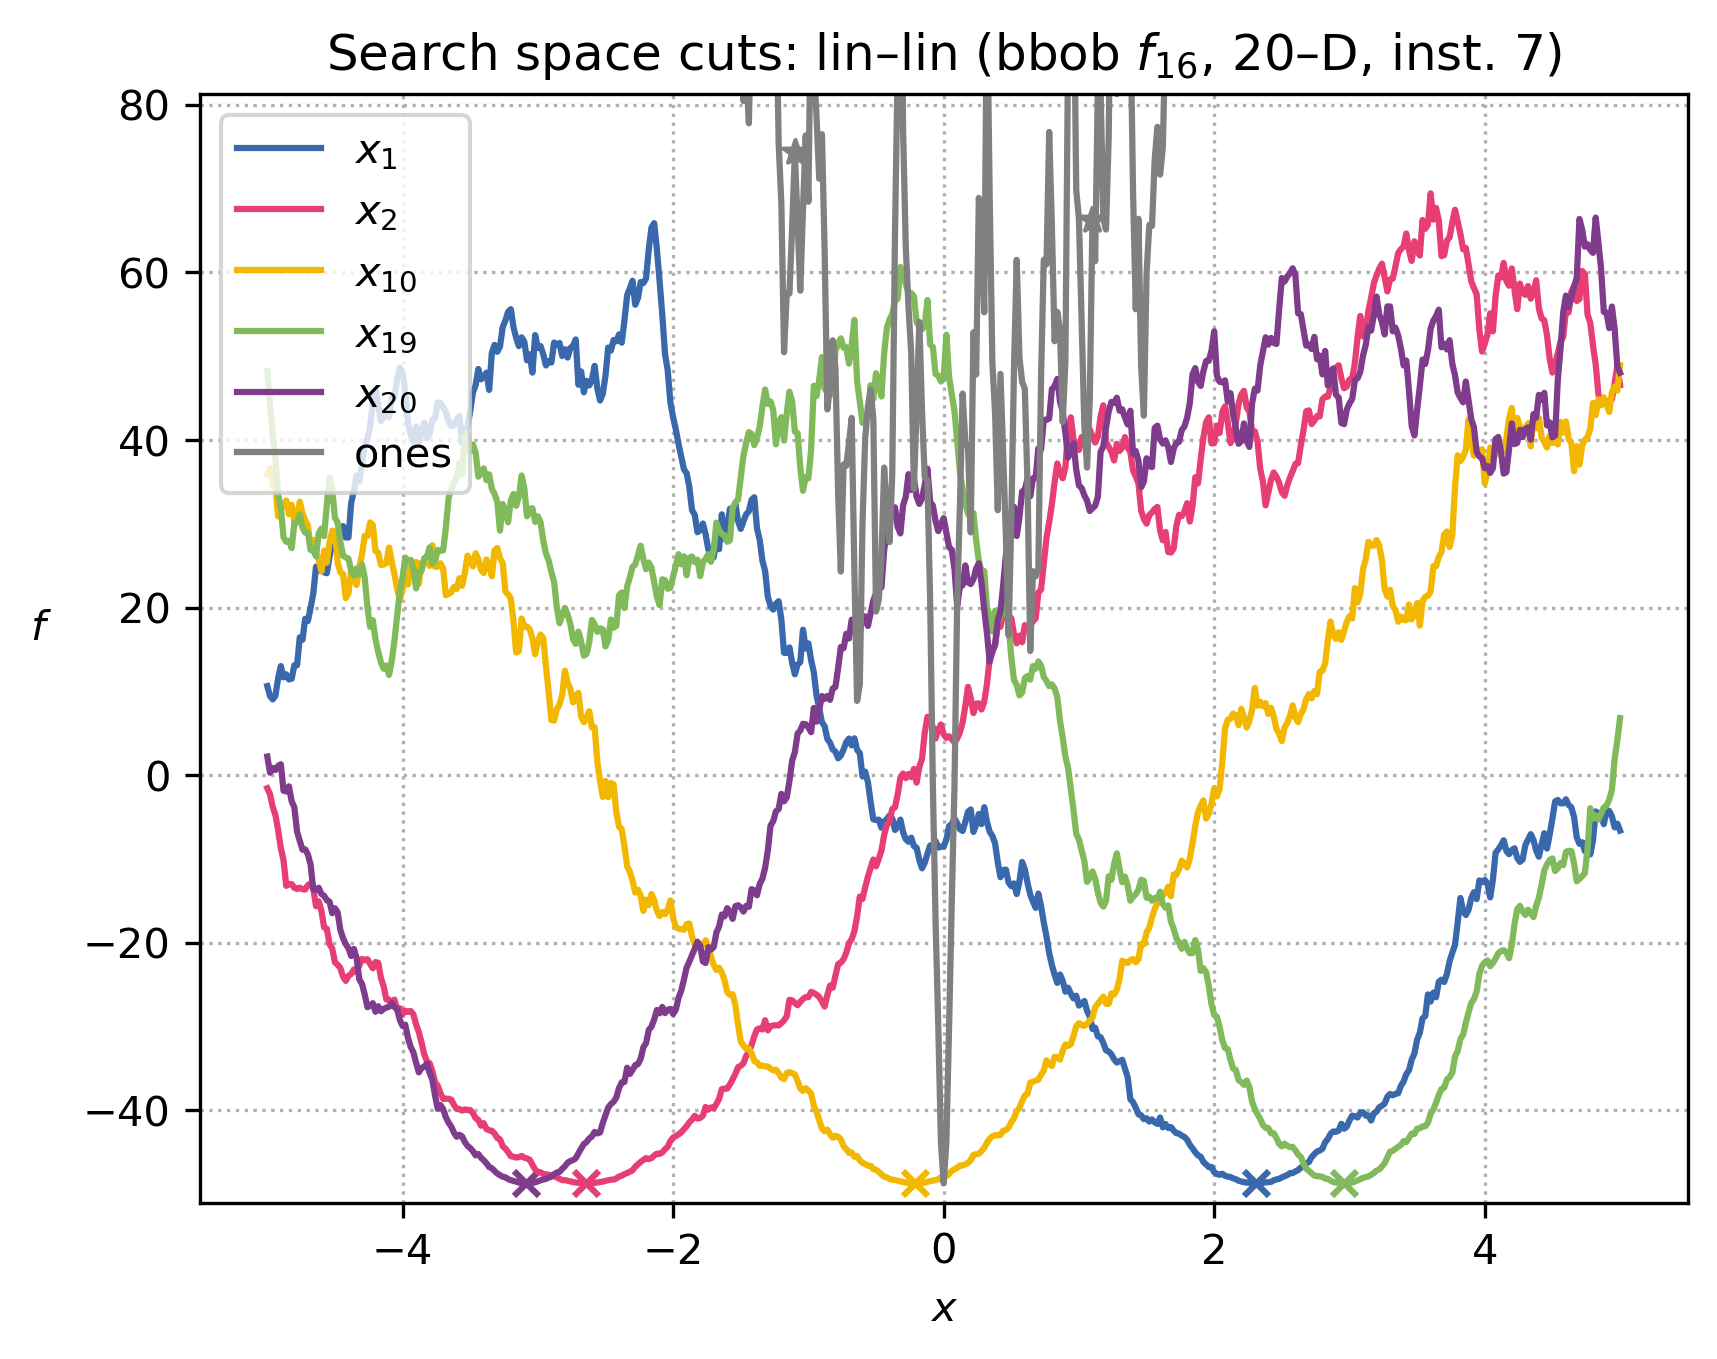 Search space cuts: lin–lin (bbob f₁₆, 20–D, inst. 7)
80
60
40
20
0
−20
−40
f
x₁
x₂
x₁₀
x₁₉
x₂₀
ones
−4 −2 0 2 4
x